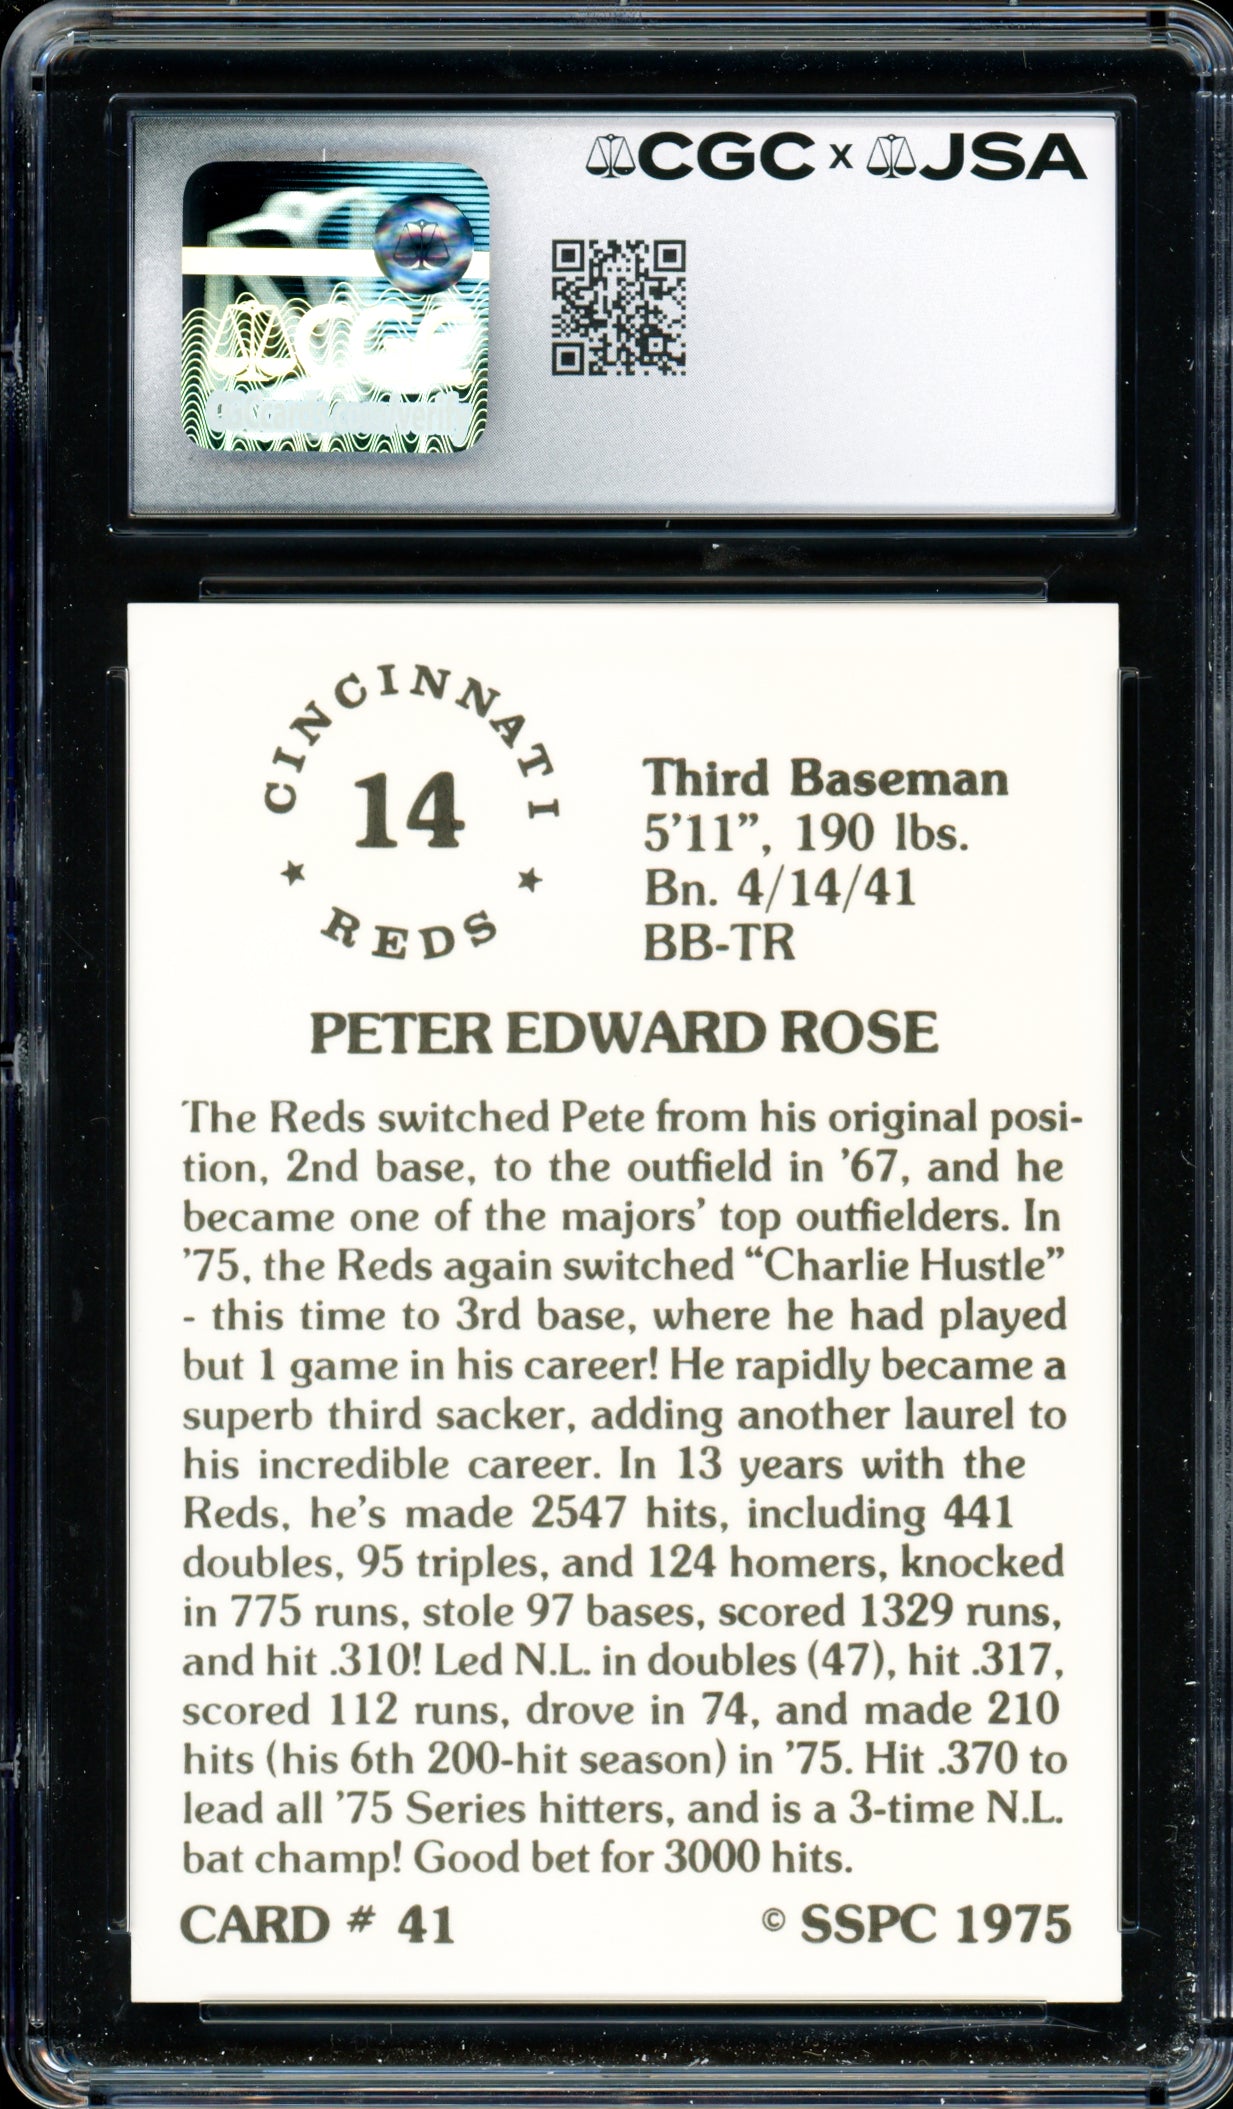 CGC x JSA
CGC
CGCcards.com/verify
CINCINNATI
14
REDS
Third Baseman
5'11”, 190 lbs.
Bn. 4/14/41
BB-TR
PETER EDWARD ROSE
The Reds switched Pete from his original posi-
tion, 2nd base, to the outfield in ’67, and he
became one of the majors’ top outfielders. In
’75, the Reds again switched “Charlie Hustle”
- this time to 3rd base, where he had played
but 1 game in his career! He rapidly became a
superb third sacker, adding another laurel to
his incredible career. In 13 years with the
Reds, he’s made 2547 hits, including 441
doubles, 95 triples, and 124 homers, knocked
in 775 runs, stole 97 bases, scored 1329 runs,
and hit .310! Led N.L. in doubles (47), hit .317,
scored 112 runs, drove in 74, and made 210
hits (his 6th 200-hit season) in ’75. Hit .370 to
lead all ’75 Series hitters, and is a 3-time N.L.
bat champ! Good bet for 3000 hits.
CARD # 41
© SSPC 1975